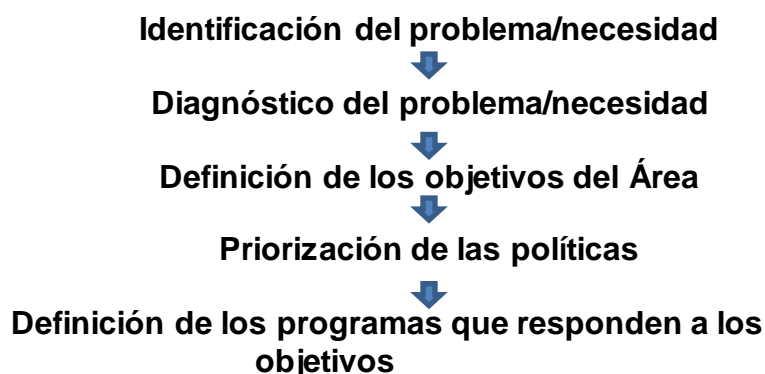 Identificación del problema/necesidad
Diagnóstico del problema/necesidad
Definición de los objetivos del Área
Priorización de las políticas
Definición de los programas que responden a los
objetivos